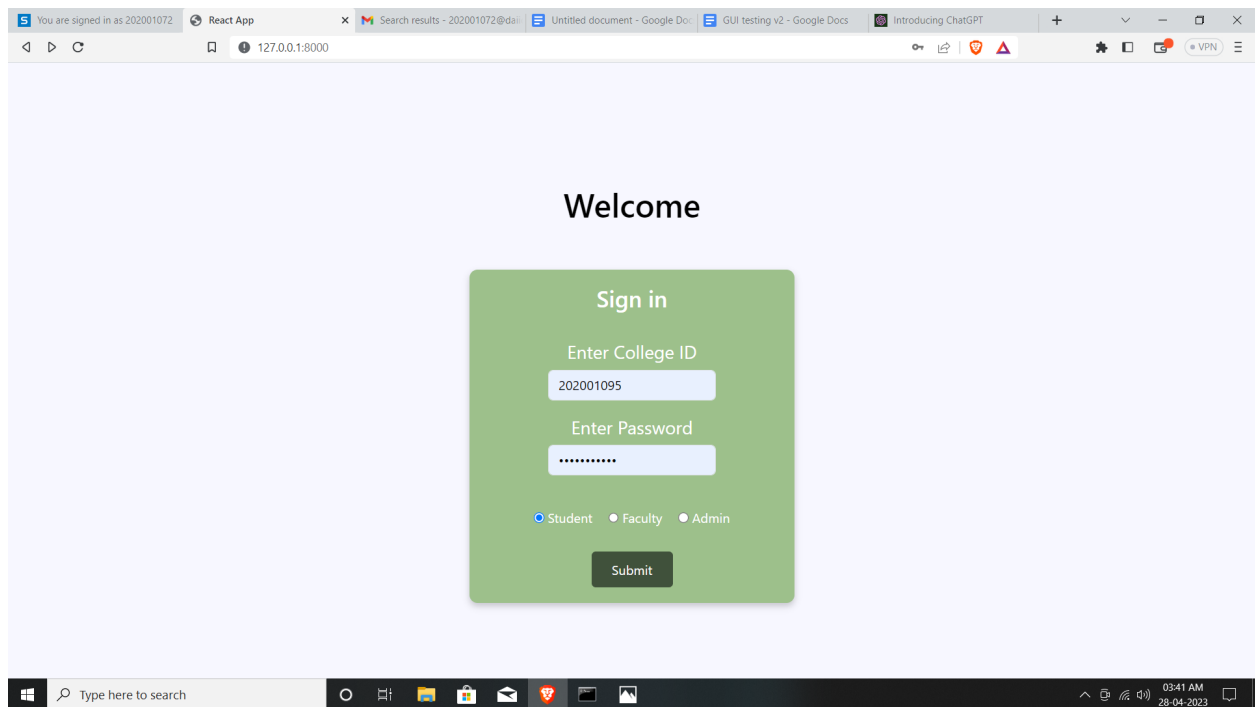 You are signed in as 202001072
React App
Search results - 202001072@dai
Untitled document - Google Doc
GUI testing v2 - Google Docs
Introducing ChatGPT
127.0.0.1:8000
VPN
Welcome
Sign in
Enter College ID
202001095
Enter Password
•••••••••••
Student Faculty Admin
Submit
Type here to search
03:41 AM
28-04-2023